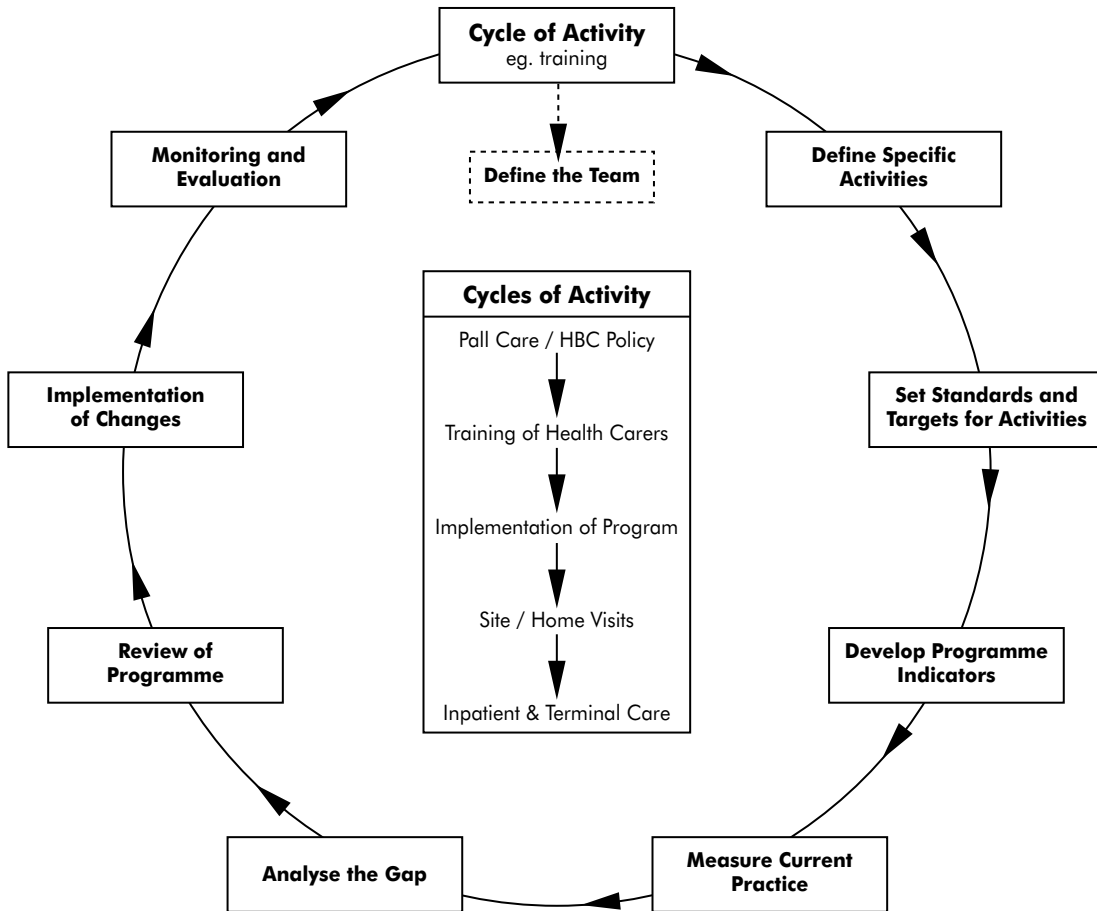 Cycle of Activity
eg. training
Define the Team
Define Specific
Activities
Set Standards and
Targets for Activities
Develop Programme
Indicators
Measure Current
Practice
Analyse the Gap
Review of
Programme
Implementation
of Changes
Monitoring and
Evaluation
Cycles of Activity
Pall Care / HBC Policy
Training of Health Carers
Implementation of Program
Site / Home Visits
Inpatient & Terminal Care